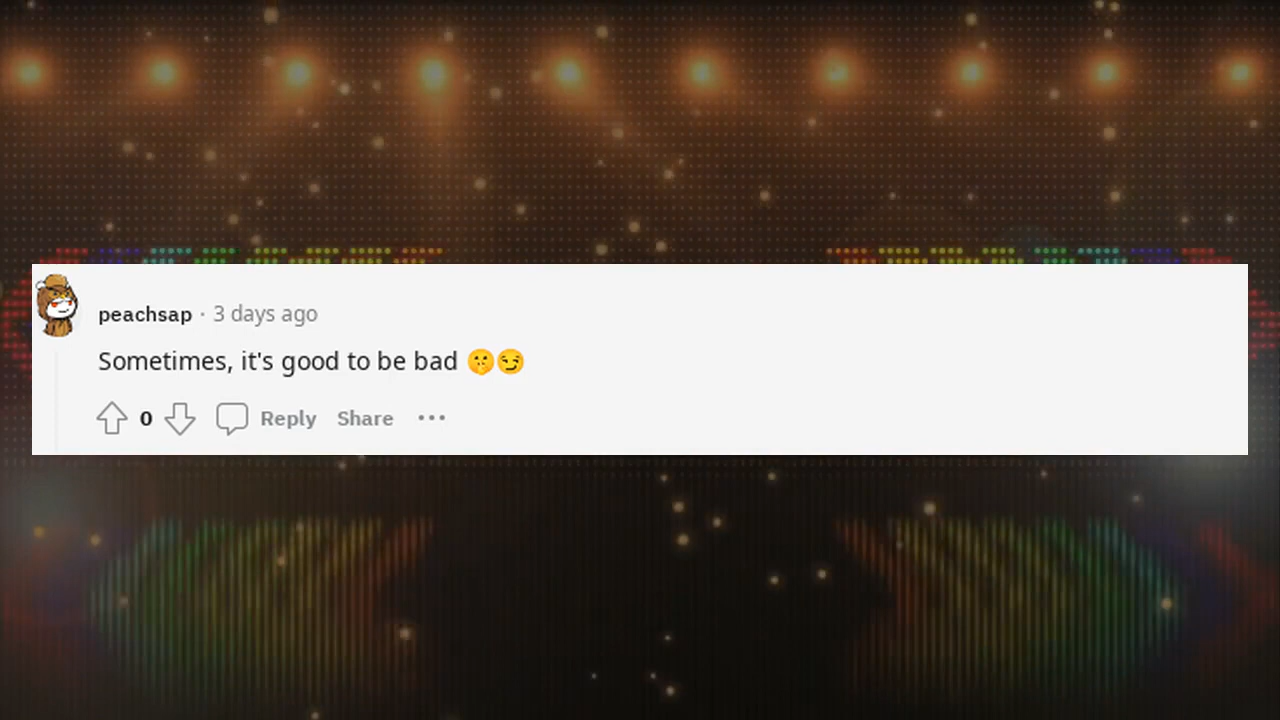 peachsap · 3 days ago
Sometimes, it's good to be bad 🤫😏
0 Reply Share ···